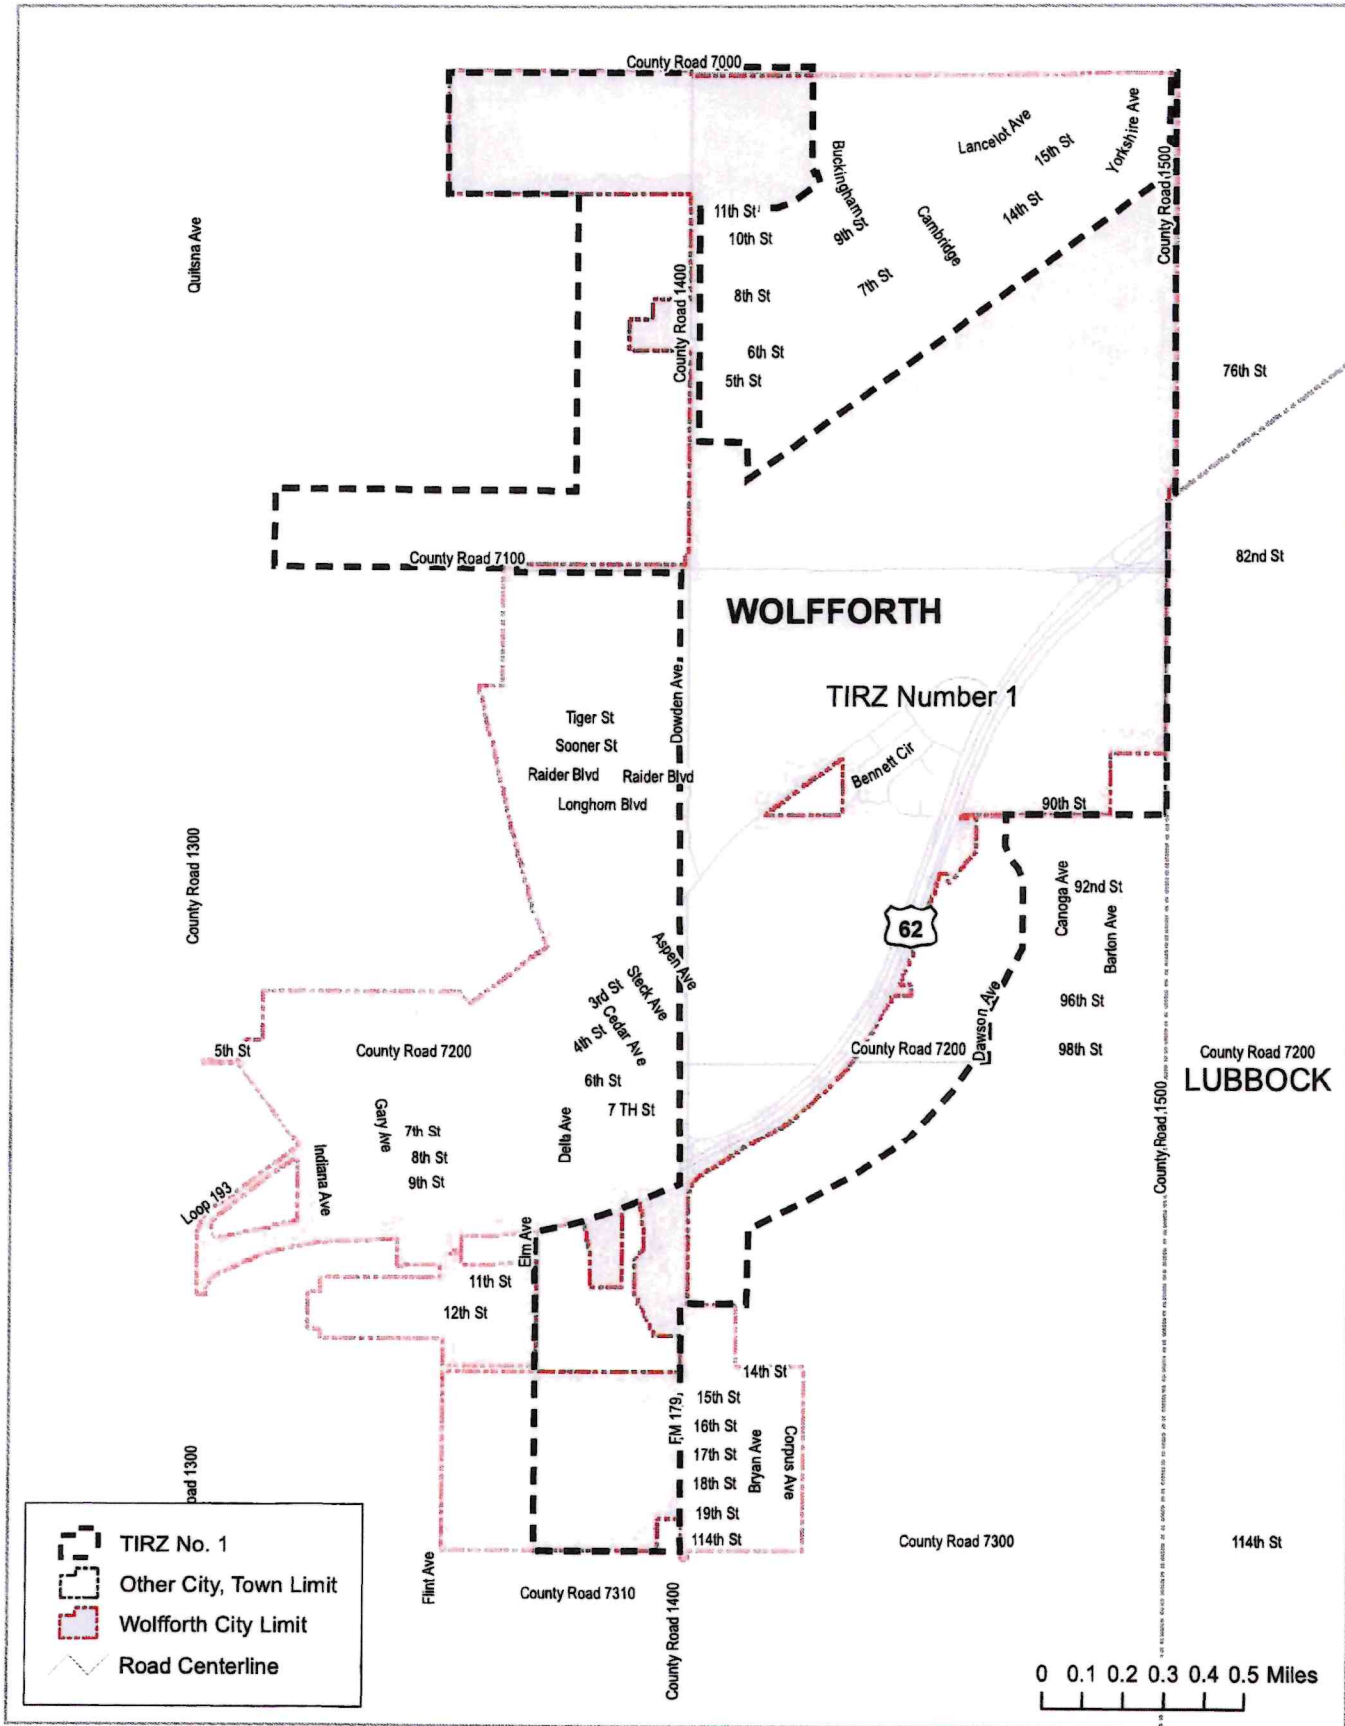 County Road 7000
Lancelot Ave
15th St
Yorkshire Ave
Buckingham
County Road 1500
11th St
10th St
9th St
Cambridge
14th St
Quitsna Ave
7th St
8th St
County Road 1400
6th St
5th St
76th St
County Road 7100
82nd St
WOLFFORTH
TIRZ Number 1
Dowden Ave
Tiger St
Sooner St
Raider Blvd
Raider Blvd
Longhorn Blvd
Bennett Cir
90th St
County Road 1300
Canoga Ave
92nd St
Barton Ave
62
Aspen Ave
Steck Ave
3rd St
Cedar Ave
4th St
96th St
Dawson Ave
5th St
County Road 7200
County Road 7200
98th St
County Road 7200
LUBBOCK
6th St
7 TH St
Delta Ave
Gary Ave
7th St
8th St
9th St
Indiana Ave
Loop 193
County Road 1500
Elm Ave
11th St
12th St
14th St
15th St
FM 179
16th St
17th St
18th St
19th St
114th St
Bryan Ave
Corpus Ave
oad 1300
County Road 7300
114th St
Flint Ave
County Road 7310
County Road 1400
TIRZ No. 1
Other City, Town Limit
Wolfforth City Limit
Road Centerline
0 0.1 0.2 0.3 0.4 0.5 Miles